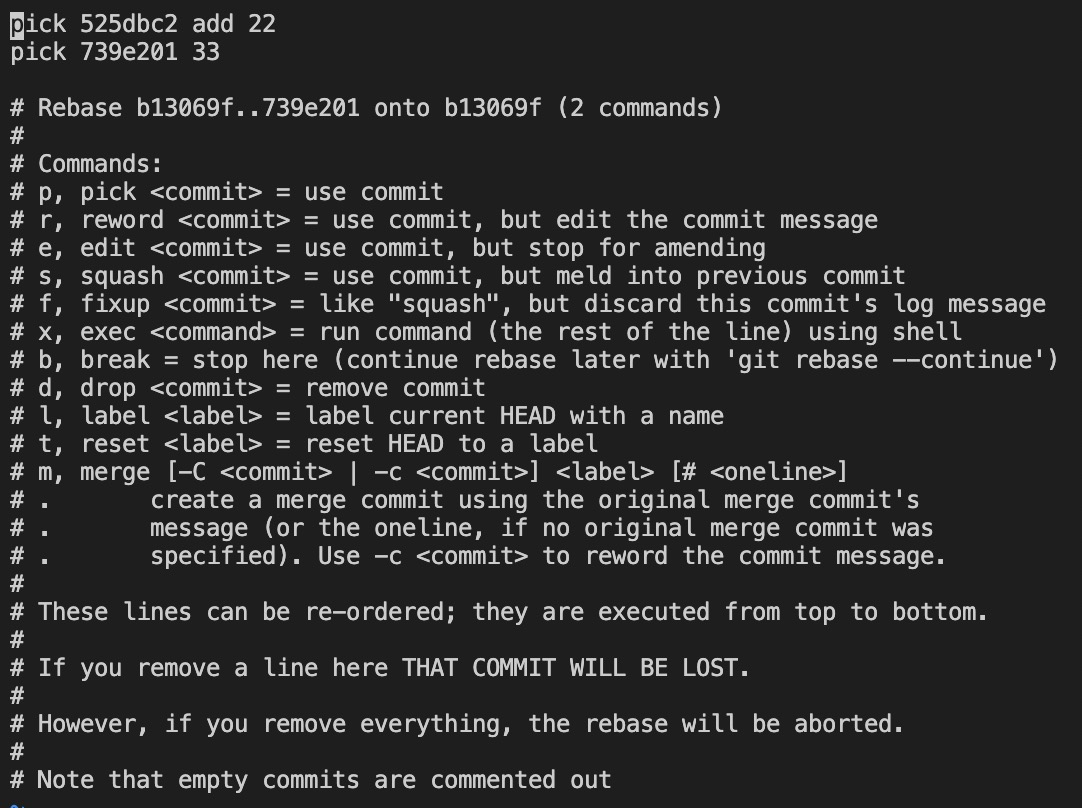 pick 525dbc2 add 22
pick 739e201 33

# Rebase b13069f..739e201 onto b13069f (2 commands)
#
# Commands:
# p, pick <commit> = use commit
# r, reword <commit> = use commit, but edit the commit message
# e, edit <commit> = use commit, but stop for amending
# s, squash <commit> = use commit, but meld into previous commit
# f, fixup <commit> = like "squash", but discard this commit's log message
# x, exec <command> = run command (the rest of the line) using shell
# b, break = stop here (continue rebase later with 'git rebase --continue')
# d, drop <commit> = remove commit
# l, label <label> = label current HEAD with a name
# t, reset <label> = reset HEAD to a label
# m, merge [-C <commit> | -c <commit>] <label> [# <oneline>]
# .       create a merge commit using the original merge commit's
# .       message (or the oneline, if no original merge commit was
# .       specified). Use -c <commit> to reword the commit message.
#
# These lines can be re-ordered; they are executed from top to bottom.
#
# If you remove a line here THAT COMMIT WILL BE LOST.
#
# However, if you remove everything, the rebase will be aborted.
#
# Note that empty commits are commented out